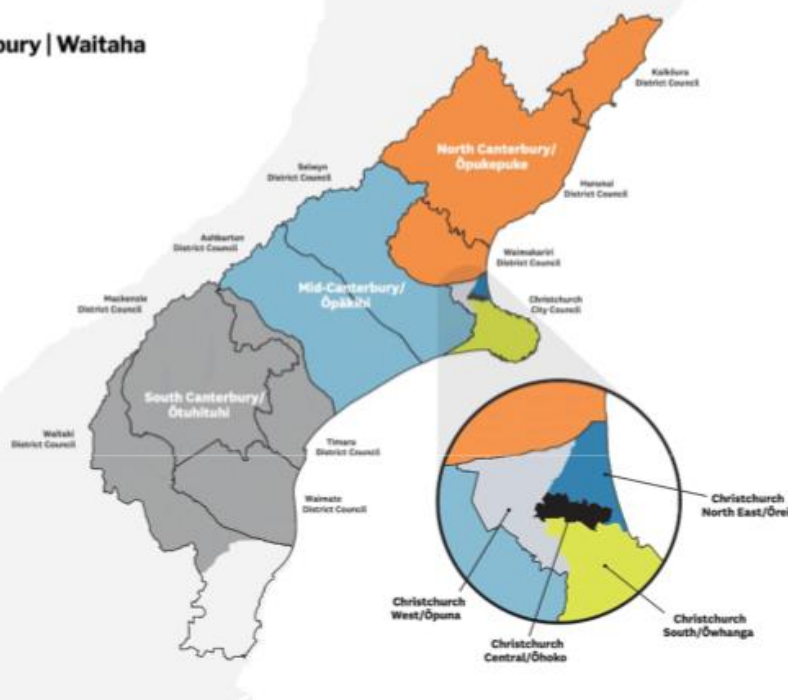 bury | Waitaha
Kaikōura
District Council
North Canterbury/
Ōpukepuke
Selwyn
District Council
Hurunui
District Council
Ashburton
District Council
Waimakariri
District Council
Mid-Canterbury/
Ōpākihi
Mackenzie
District Council
Christchurch
City Council
South Canterbury/
Ōtuhituhi
Waitaki
District Council
Timaru
District Council
Waimate
District Council
Christchurch
North East/Ōrei
Christchurch
West/Ōpuna
Christchurch
South/Ōwhanga
Christchurch
Central/Ōhoko